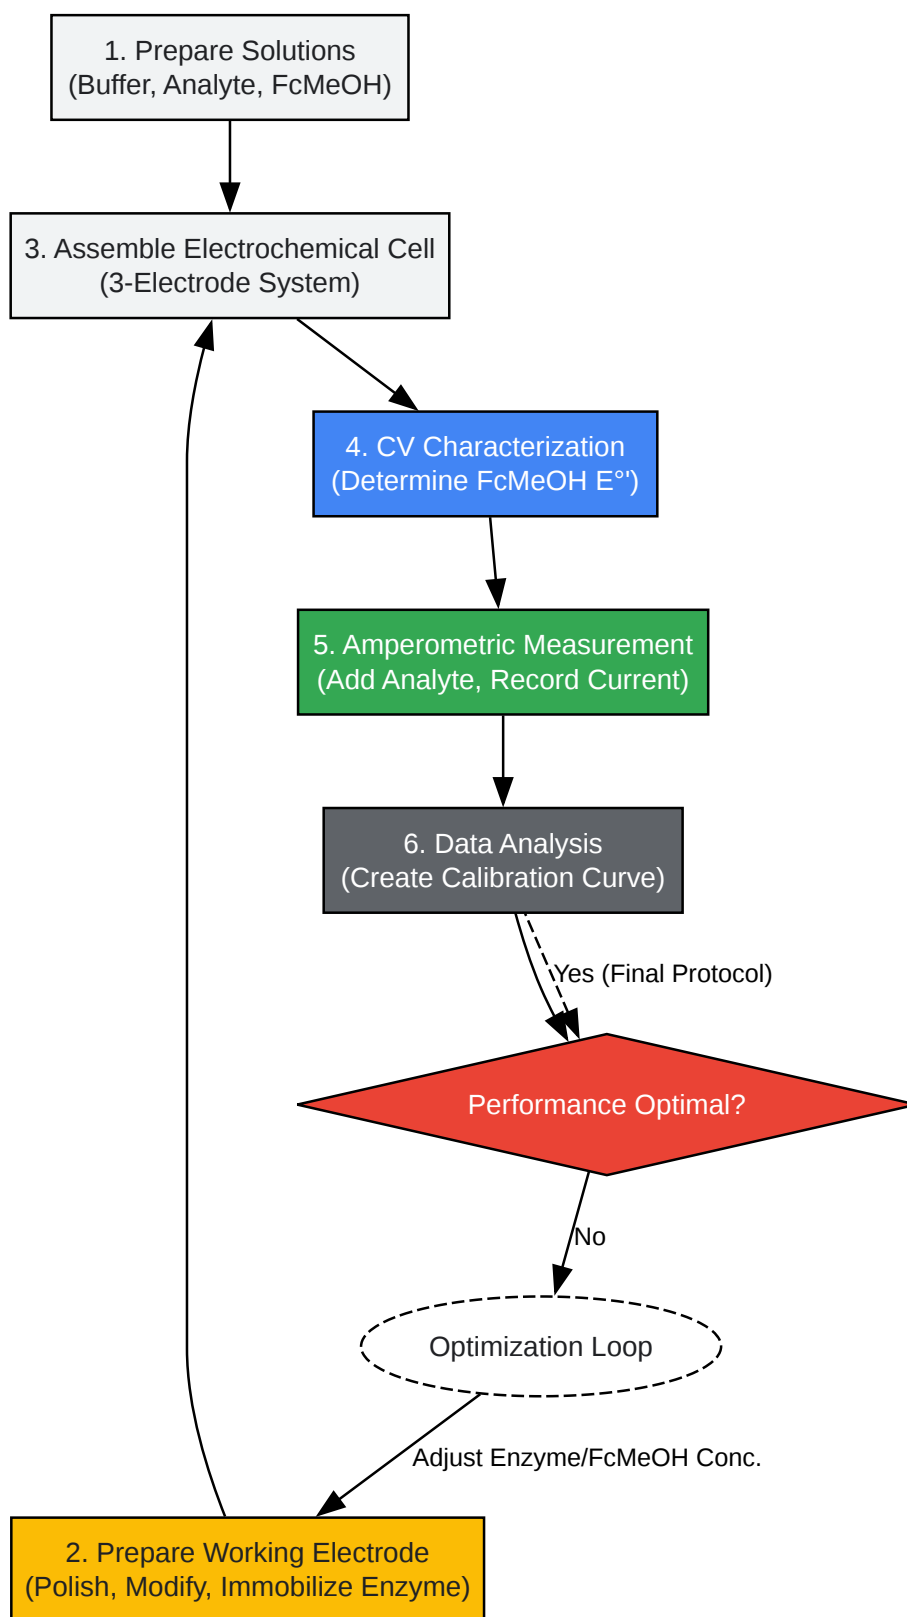 1. Prepare Solutions
(Buffer, Analyte, FcMeOH)
3. Assemble Electrochemical Cell
(3-Electrode System)
4. CV Characterization
(Determine FcMeOH E°')
5. Amperometric Measurement
(Add Analyte, Record Current)
6. Data Analysis
(Create Calibration Curve)
Yes (Final Protocol)
Performance Optimal?
No
Optimization Loop
Adjust Enzyme/FcMeOH Conc.
2. Prepare Working Electrode
(Polish, Modify, Immobilize Enzyme)